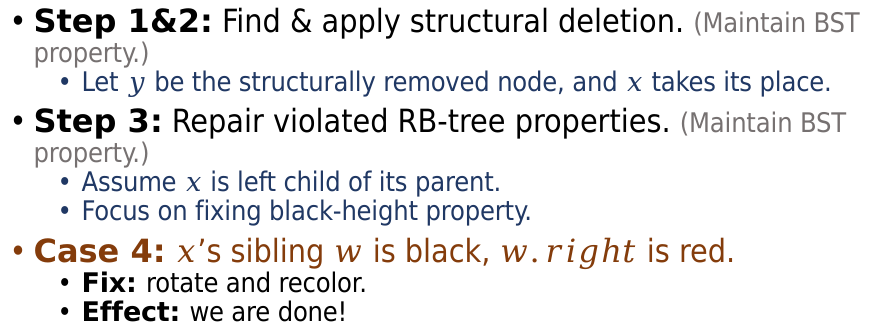 • Step 1&2: Find & apply structural deletion. (Maintain BST
property.)
• Let y be the structurally removed node, and x takes its place.
• Step 3: Repair violated RB-tree properties. (Maintain BST
property.)
• Assume x is left child of its parent.
• Focus on fixing black-height property.
• Case 4: x’s sibling w is black, w.right is red.
• Fix: rotate and recolor.
• Effect: we are done!